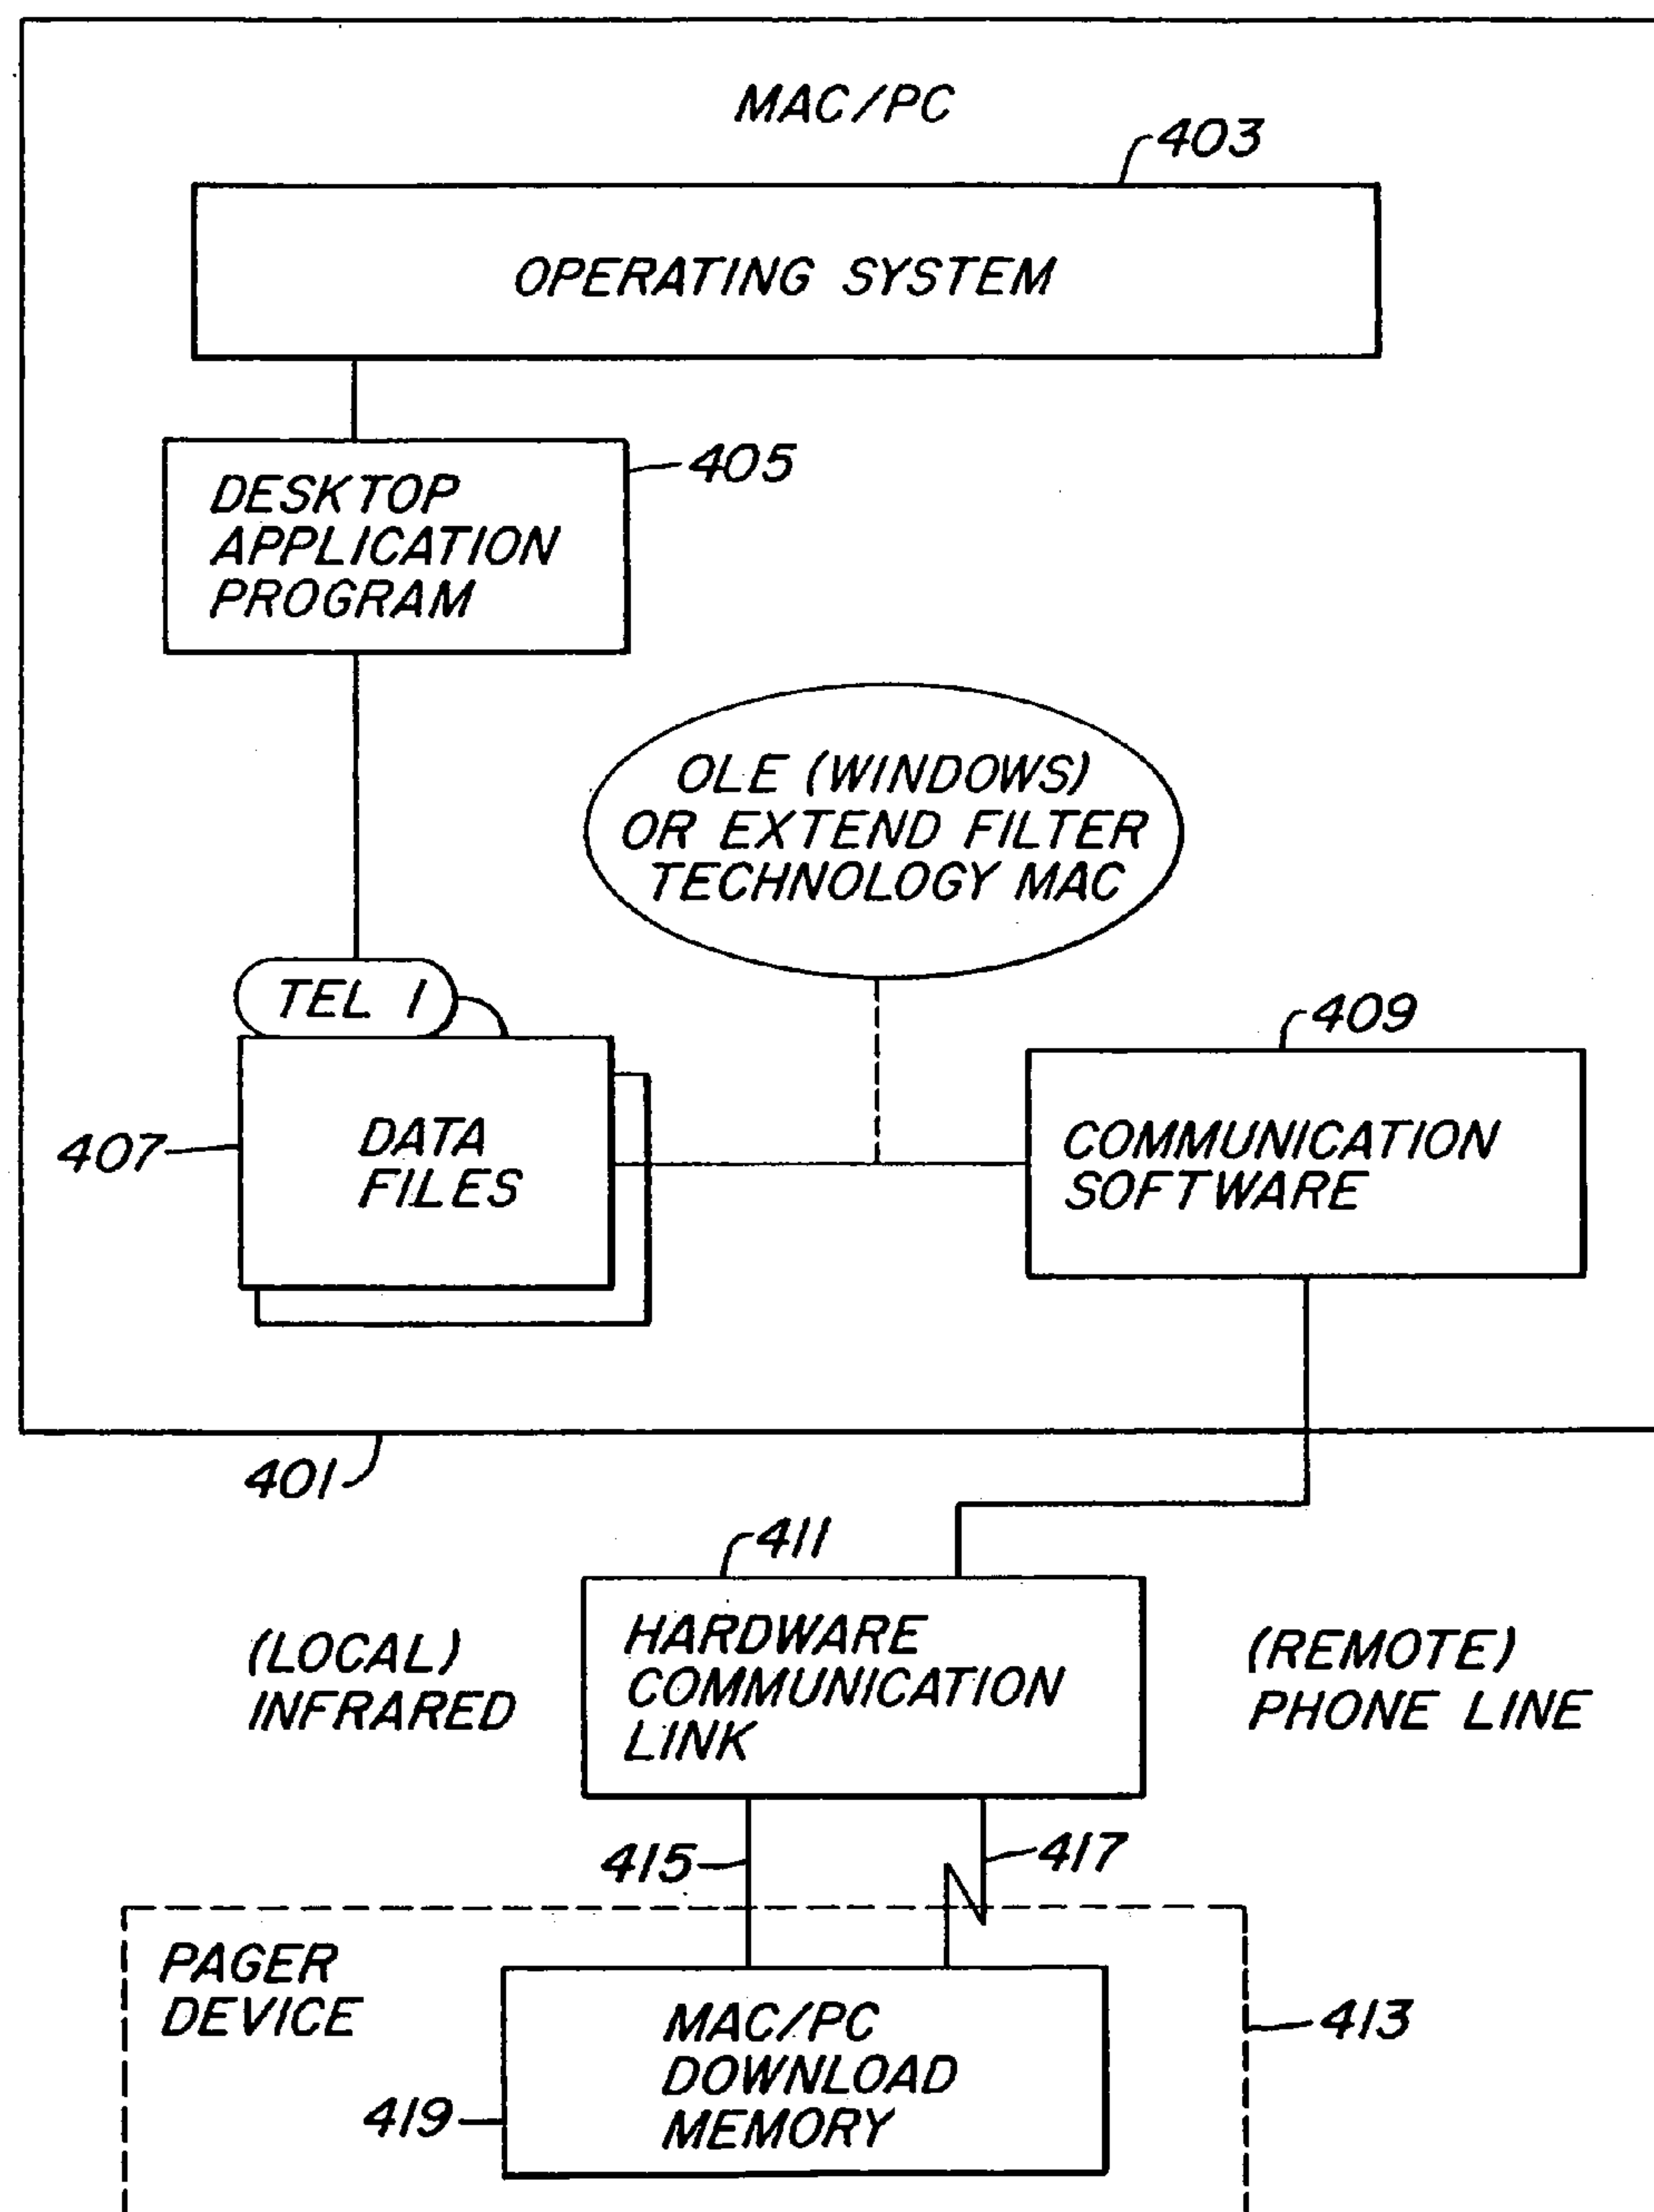 MAC/PC
403
OPERATING SYSTEM
405
DESKTOP
APPLICATION
PROGRAM
OLE (WINDOWS)
OR EXTEND FILTER
TECHNOLOGY MAC
TEL 1
409
407
DATA
FILES
COMMUNICATION
SOFTWARE
401
411
(LOCAL)
INFRARED
HARDWARE
COMMUNICATION
LINK
(REMOTE)
PHONE LINE
415
417
PAGER
DEVICE
413
MAC/PC
DOWNLOAD
MEMORY
419